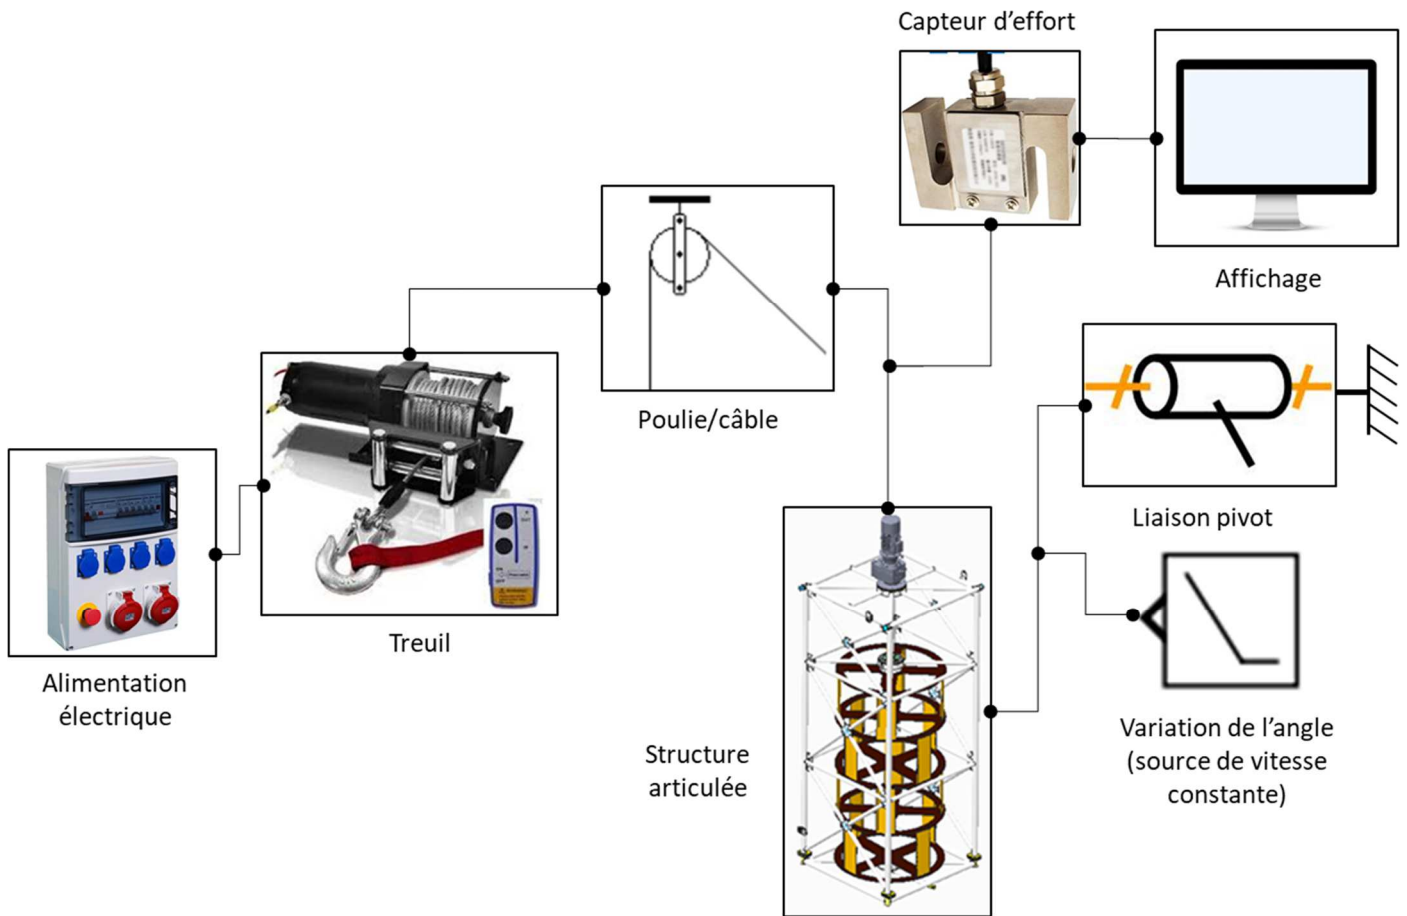 Capteur d’effort
Affichage
Poulie/câble
Liaison pivot
Treuil
Alimentation
électrique
Structure
articulée
Variation de l’angle
(source de vitesse
constante)